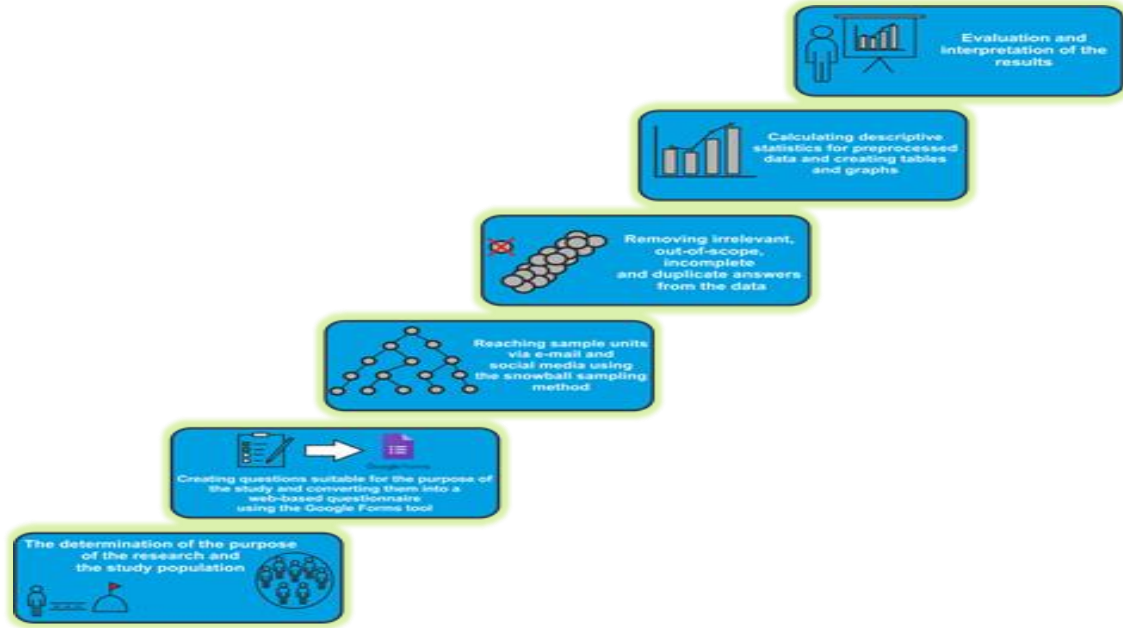 Evaluation and
interpretation of the
results
Calculating descriptive
statistics for preprocessed
data and creating tables
and graphs
Removing irrelevant,
out-of-scope,
incomplete
and duplicate answers
from the data
Reaching sample units
via e-mail and
social media using
the snowball sampling
method
Google Forms
Creating questions suitable for the purpose of
the study and converting them into a
web-based questionnaire
using the Google Forms tool
The determination of the purpose
of the research and
the study population